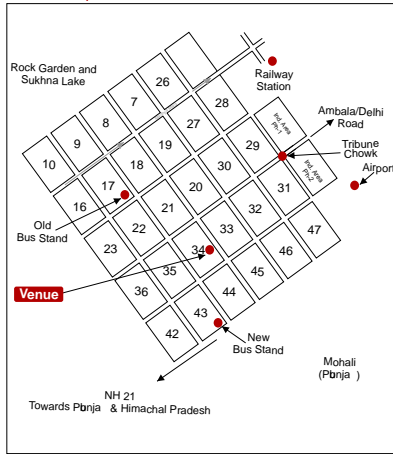 Rock Garden and
Sukhna Lake
Railway
Station
Ambala/Delhi
Road
Tribune
Chowk
Airport
Ind. Area
Ph-1
Ind. Area
Ph-2
26
7
8
9
10
28
27
19
18
17
16
29
30
20
21
22
23
31
32
33
34
35
36
47
46
45
44
43
42
Old
Bus Stand
Venue
New
Bus Stand
Mohali
(Punja )
NH 21
Towards Punja & Himachal Pradesh